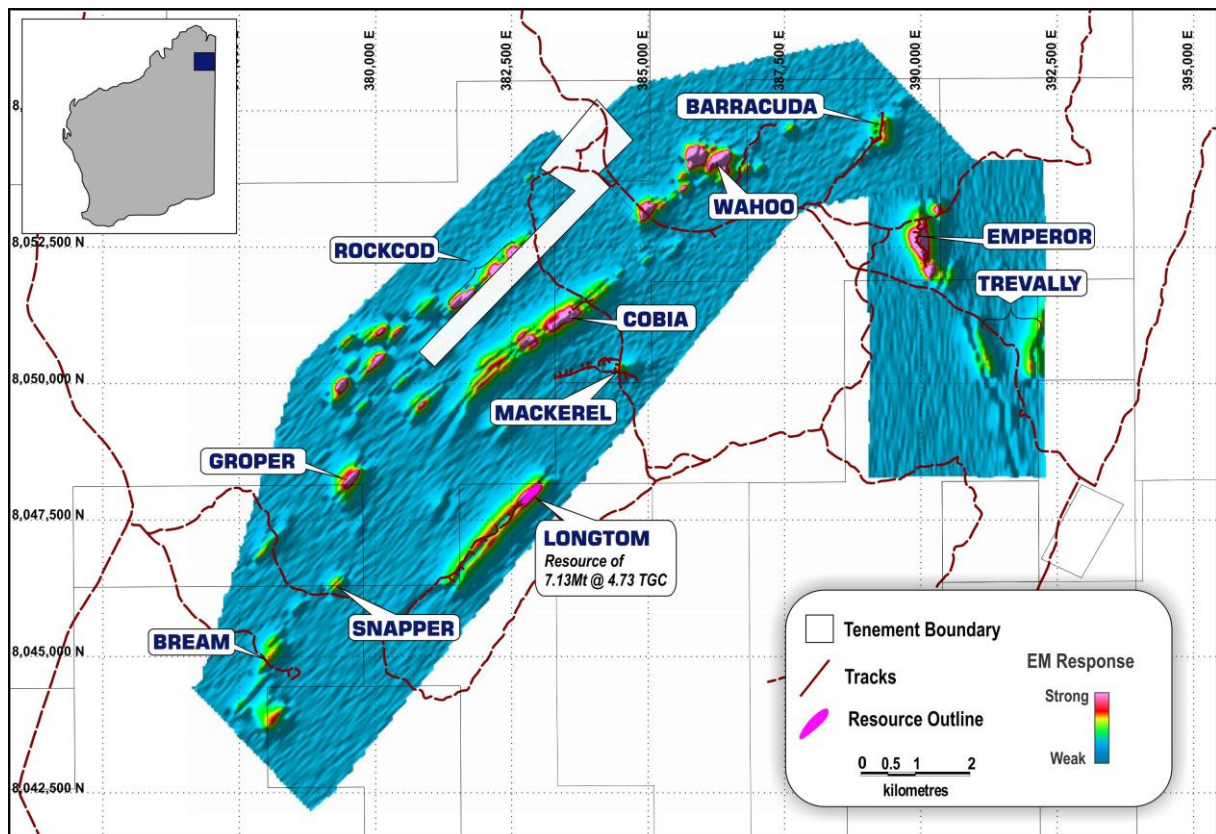 380,000 E
382,500 E
385,000 E
387,500 E
390,000 E
392,500 E
395,000 E
8,
BARRACUDA
WAHOO
8,052,500 N
ROCKCOD
EMPEROR
TREVALLY
COBIA
8,050,000 N
MACKEREL
GROPER
8,047,500 N
LONGTOM
Resource of
7.13Mt @ 4.73 TGC
SNAPPER
BREAM
8,045,000 N
8,042,500 N
Tenement Boundary
Tracks
Resource Outline
0 0.5 1 2
kilometres
EM Response
Strong
Weak